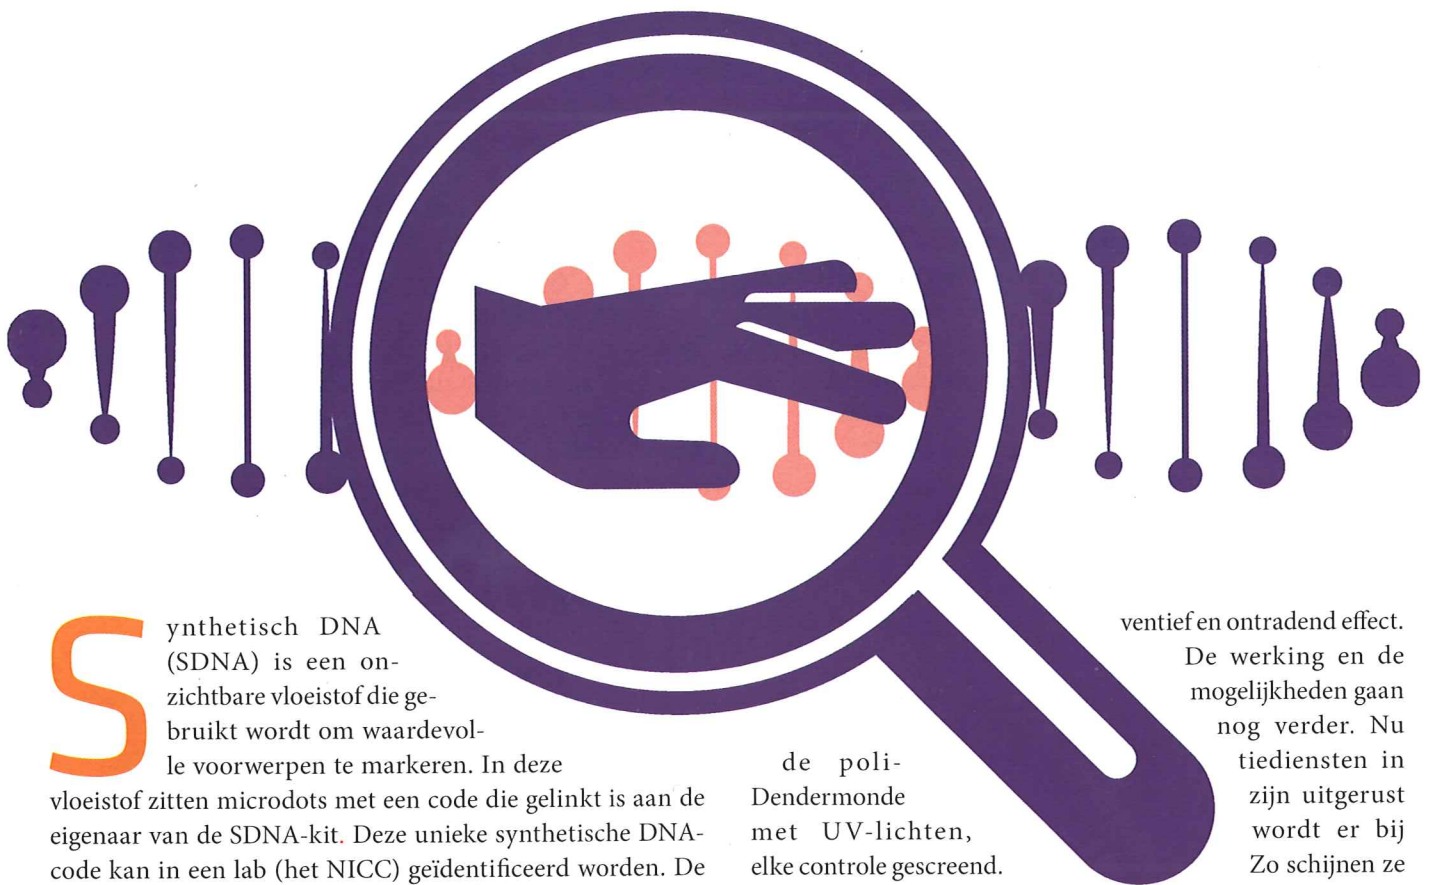 Synthetisch DNA
(SDNA) is een on-
zichtbare vloeistof die ge-
bruikt wordt om waardevol-
le voorwerpen te markeren. In deze
vloeistof zitten microdots met een code die gelinkt is aan de
eigenaar van de SDNA-kit. Deze unieke synthetische DNA-
code kan in een lab (het NICC) geïdentificeerd worden. De
ventief en ontradend effect.
De werking en de
mogelijkheden gaan
nog verder. Nu
de poli- tiediensten in
Dendermonde zijn uitgerust
met UV-lichten, wordt er bij
elke controle gescreend. Zo schijnen ze